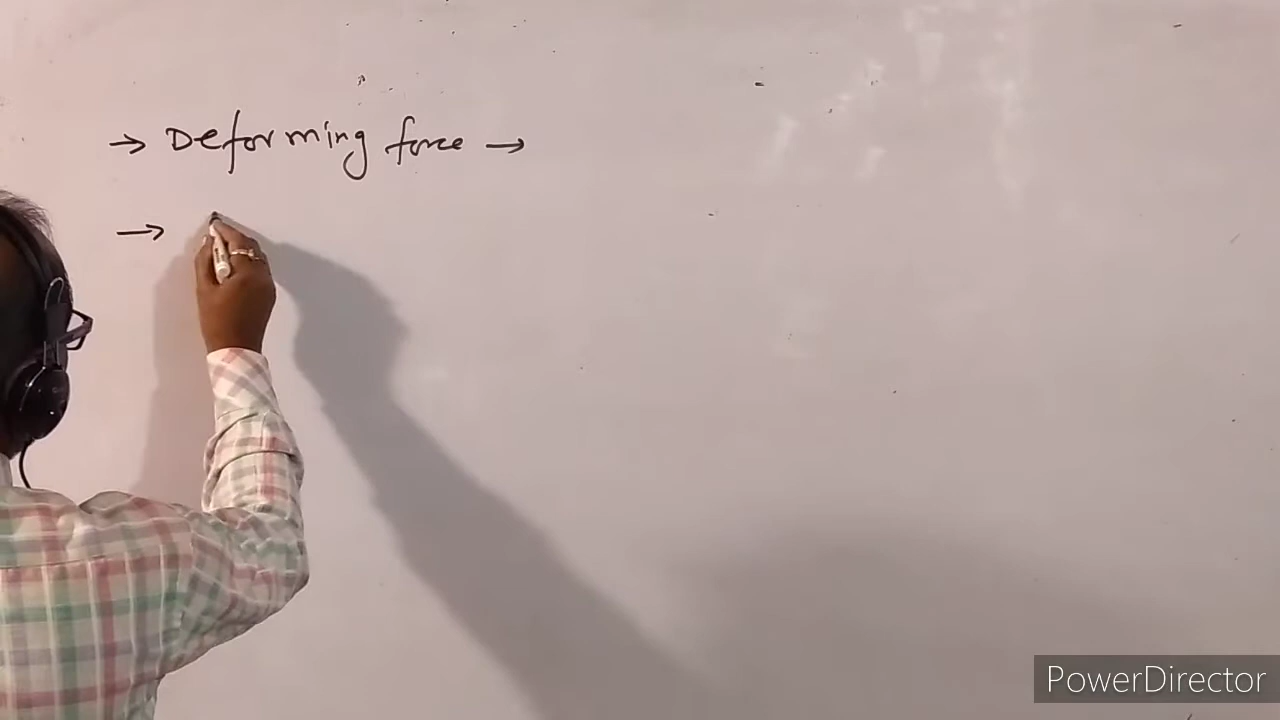 → Deforming force →
→
PowerDirector